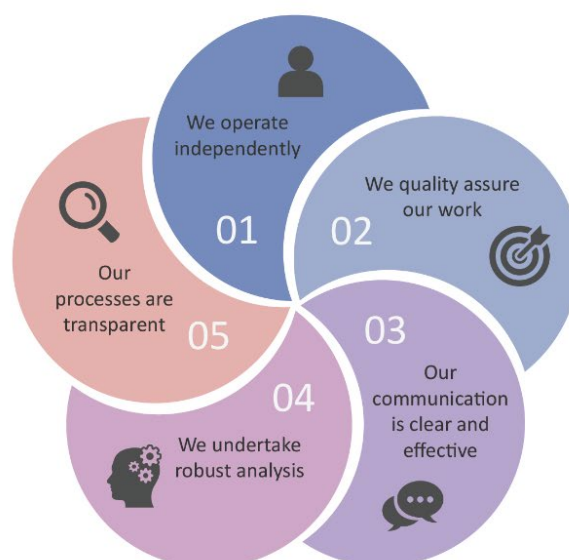 We operate
independently
01
We quality assure
our work
02
03
Our
communication
is clear and
effective
04
We undertake
robust analysis
Our
processes are
transparent
05